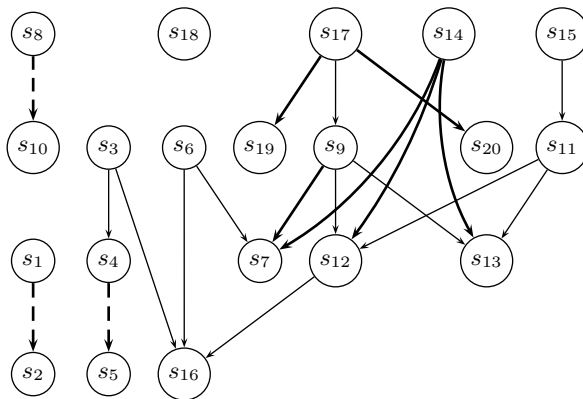 s₈ s₁₈ s₁₇ s₁₄ s₁₅
s₁₀ s₃ s₆ s₁₉ s₉ s₂₀ s₁₁
s₁ s₄ s₇ s₁₂ s₁₃
s₂ s₅ s₁₆